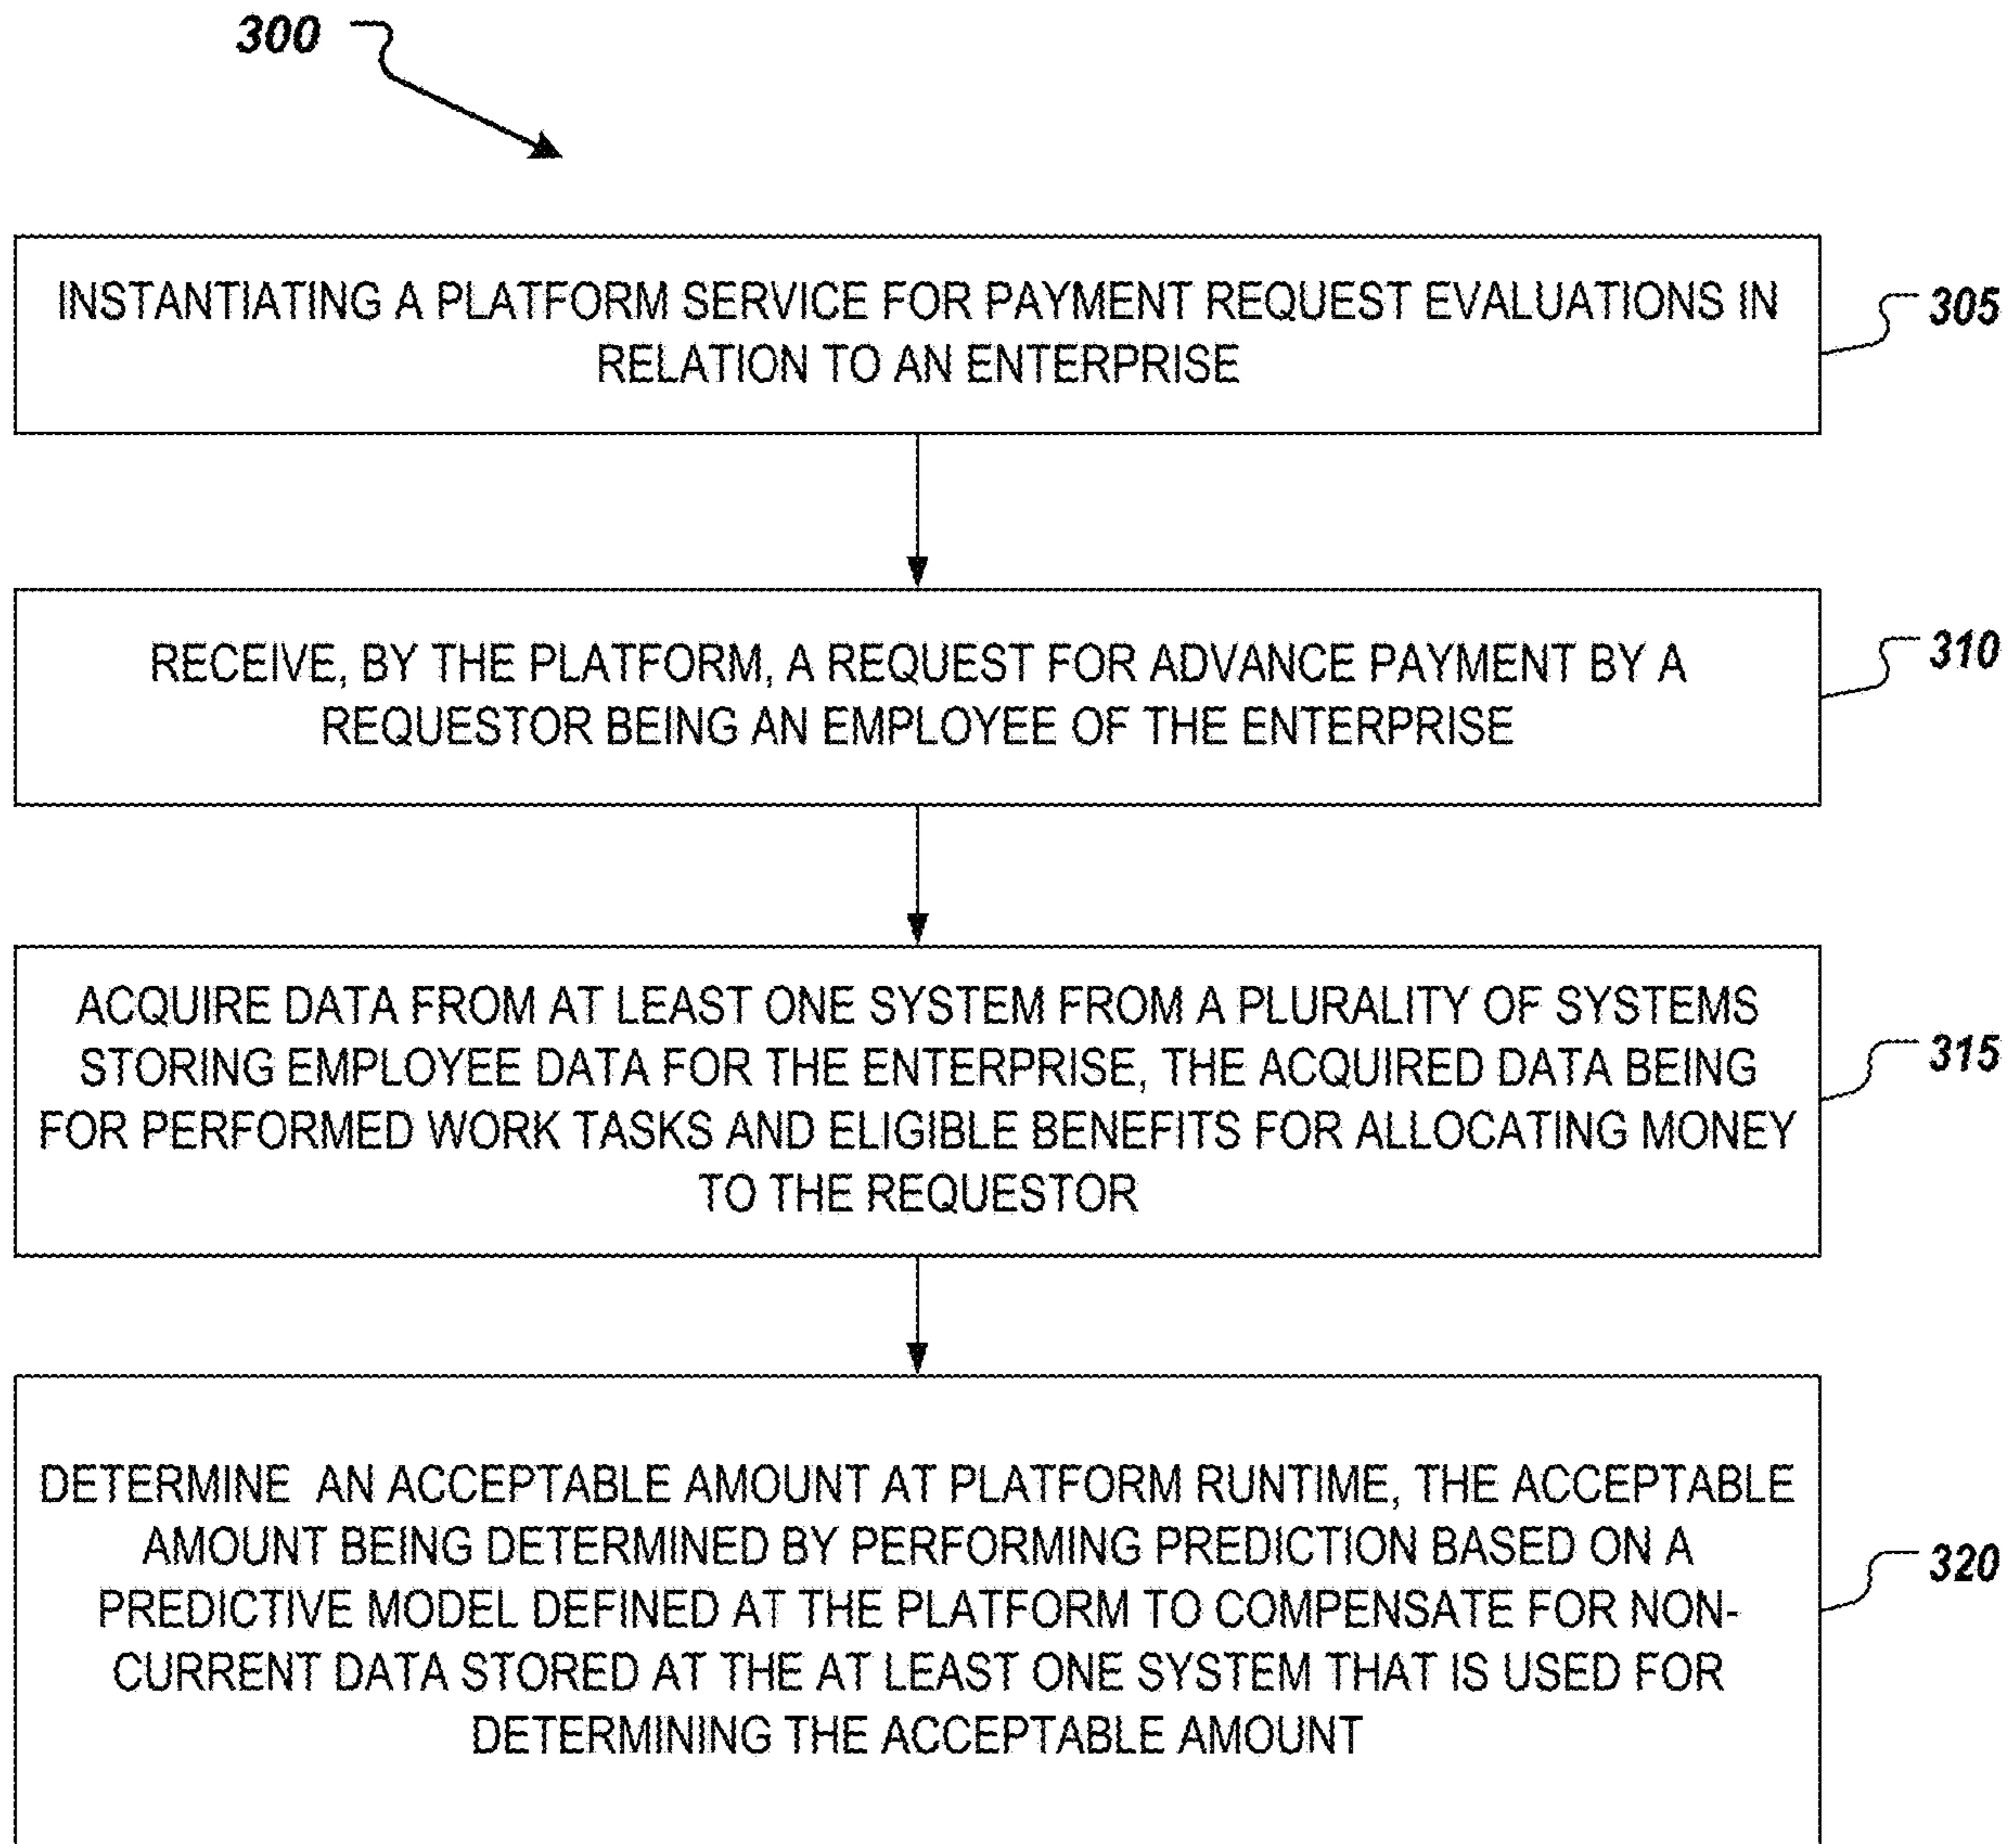 300
INSTANTIATING A PLATFORM SERVICE FOR PAYMENT REQUEST EVALUATIONS IN
RELATION TO AN ENTERPRISE
305
RECEIVE, BY THE PLATFORM, A REQUEST FOR ADVANCE PAYMENT BY A
REQUESTOR BEING AN EMPLOYEE OF THE ENTERPRISE
310
ACQUIRE DATA FROM AT LEAST ONE SYSTEM FROM A PLURALITY OF SYSTEMS
STORING EMPLOYEE DATA FOR THE ENTERPRISE, THE ACQUIRED DATA BEING
FOR PERFORMED WORK TASKS AND ELIGIBLE BENEFITS FOR ALLOCATING MONEY
TO THE REQUESTOR
315
DETERMINE AN ACCEPTABLE AMOUNT AT PLATFORM RUNTIME, THE ACCEPTABLE
AMOUNT BEING DETERMINED BY PERFORMING PREDICTION BASED ON A
PREDICTIVE MODEL DEFINED AT THE PLATFORM TO COMPENSATE FOR NON-
CURRENT DATA STORED AT THE AT LEAST ONE SYSTEM THAT IS USED FOR
DETERMINING THE ACCEPTABLE AMOUNT
320